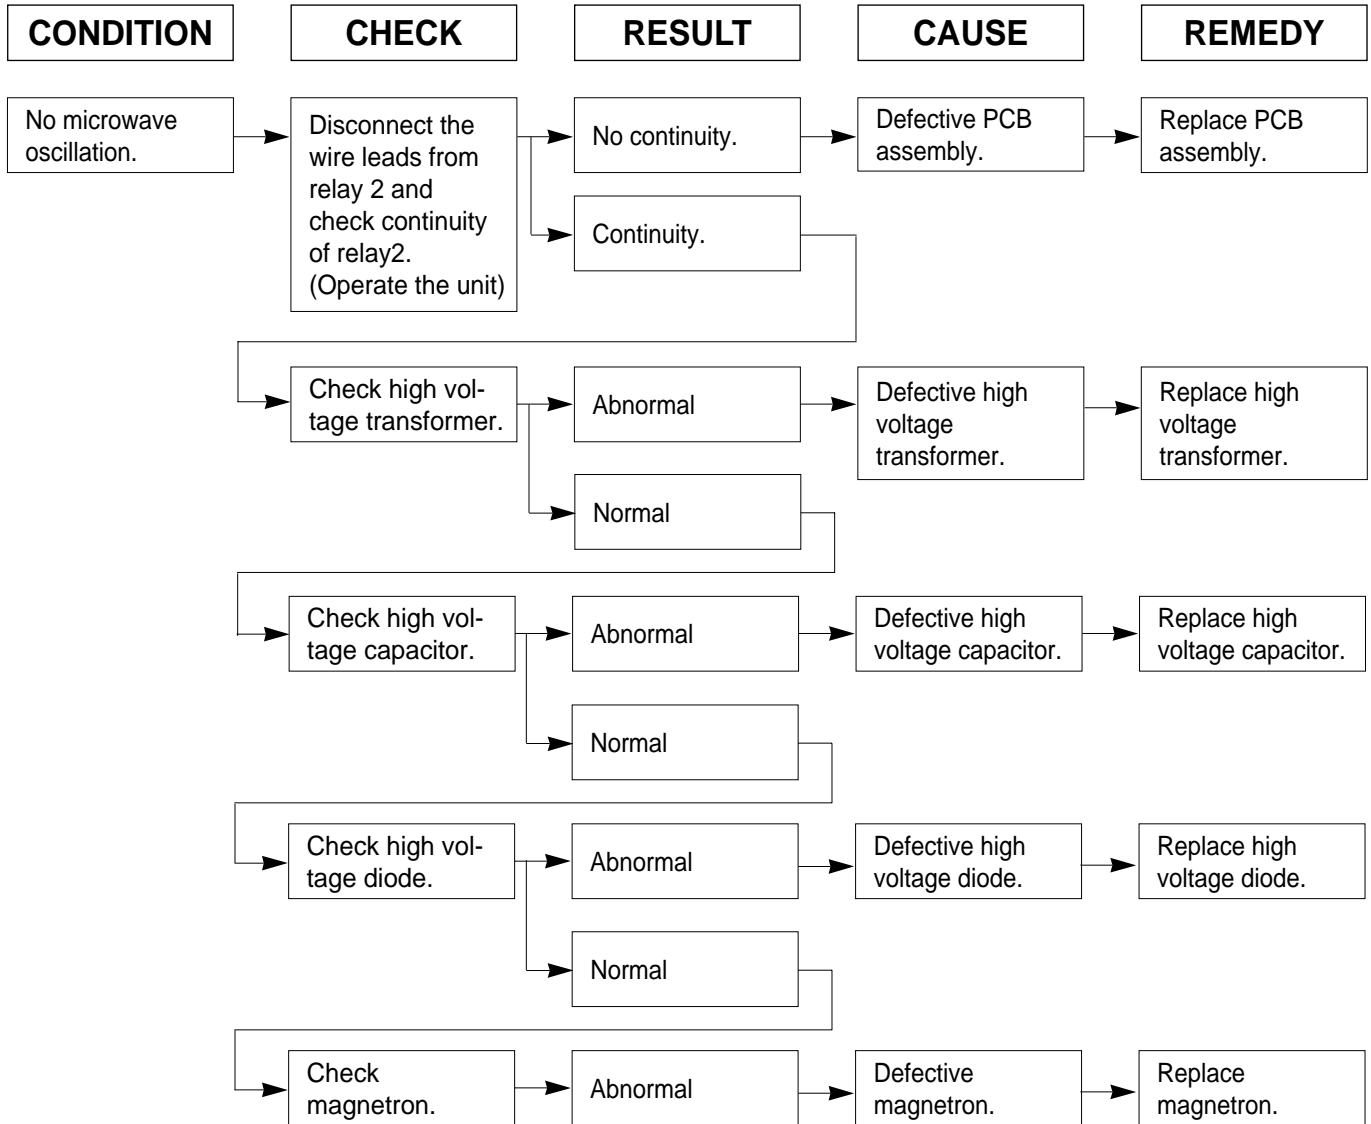 CONDITION
CHECK
RESULT
CAUSE
REMEDY
No microwave
oscillation.
Disconnect the
wire leads from
relay 2 and
check continuity
of relay2.
(Operate the unit)
No continuity.
Defective PCB
assembly.
Replace PCB
assembly.
Continuity.
Check high vol-
tage transformer.
Abnormal
Defective high
voltage
transformer.
Replace high
voltage
transformer.
Normal
Check high vol-
tage capacitor.
Abnormal
Defective high
voltage capacitor.
Replace high
voltage capacitor.
Normal
Check high vol-
tage diode.
Abnormal
Defective high
voltage diode.
Replace high
voltage diode.
Normal
Check
magnetron.
Abnormal
Defective
magnetron.
Replace
magnetron.